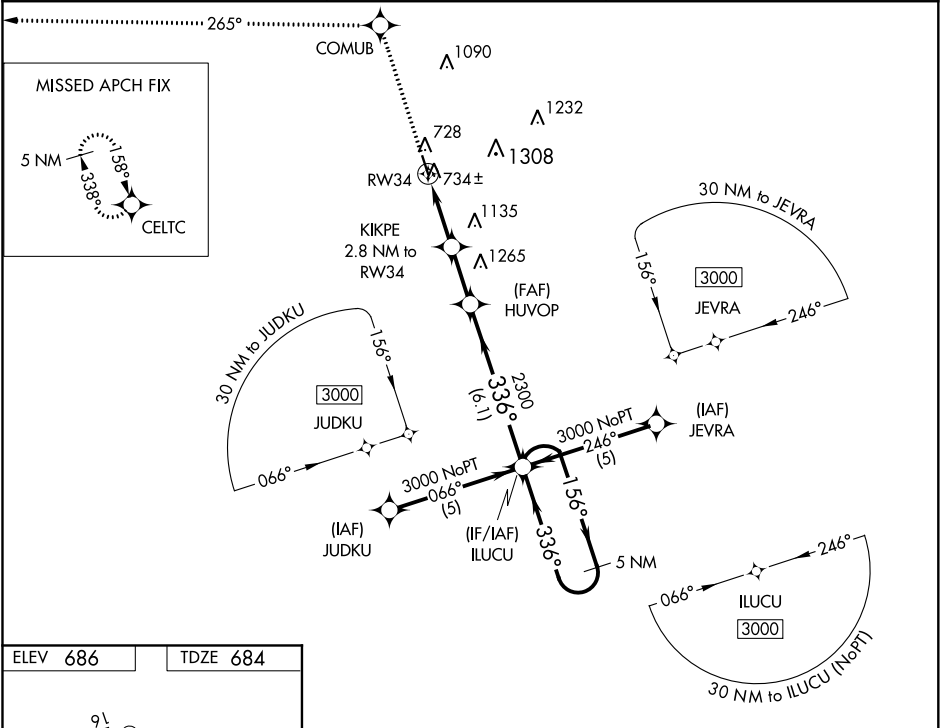 265°
COMUB
1090
MISSED APCH FIX
5 NM
158°
338°
CELTC
1232
728
1308
RW34
734±
1135
KIKPE
2.8 NM to
RW34
1265
(FAF)
HUVOP
30 NM to JEVRA
156°
3000
JEVRA
246°
30 NM to JUDKU
156°
3000
JUDKU
066°
2300
336°
(6.1)
3000 NoPT
246°
(5)
(IAF)
JEVRA
3000 NoPT
066°
(5)
(IAF)
JUDKU
(IF/IAF)
ILUCU
156°
336°
5 NM
246°
066°
ILUCU
3000
30 NM to ILUCU (NoPT)
ELEV 686
TDZE 684
16